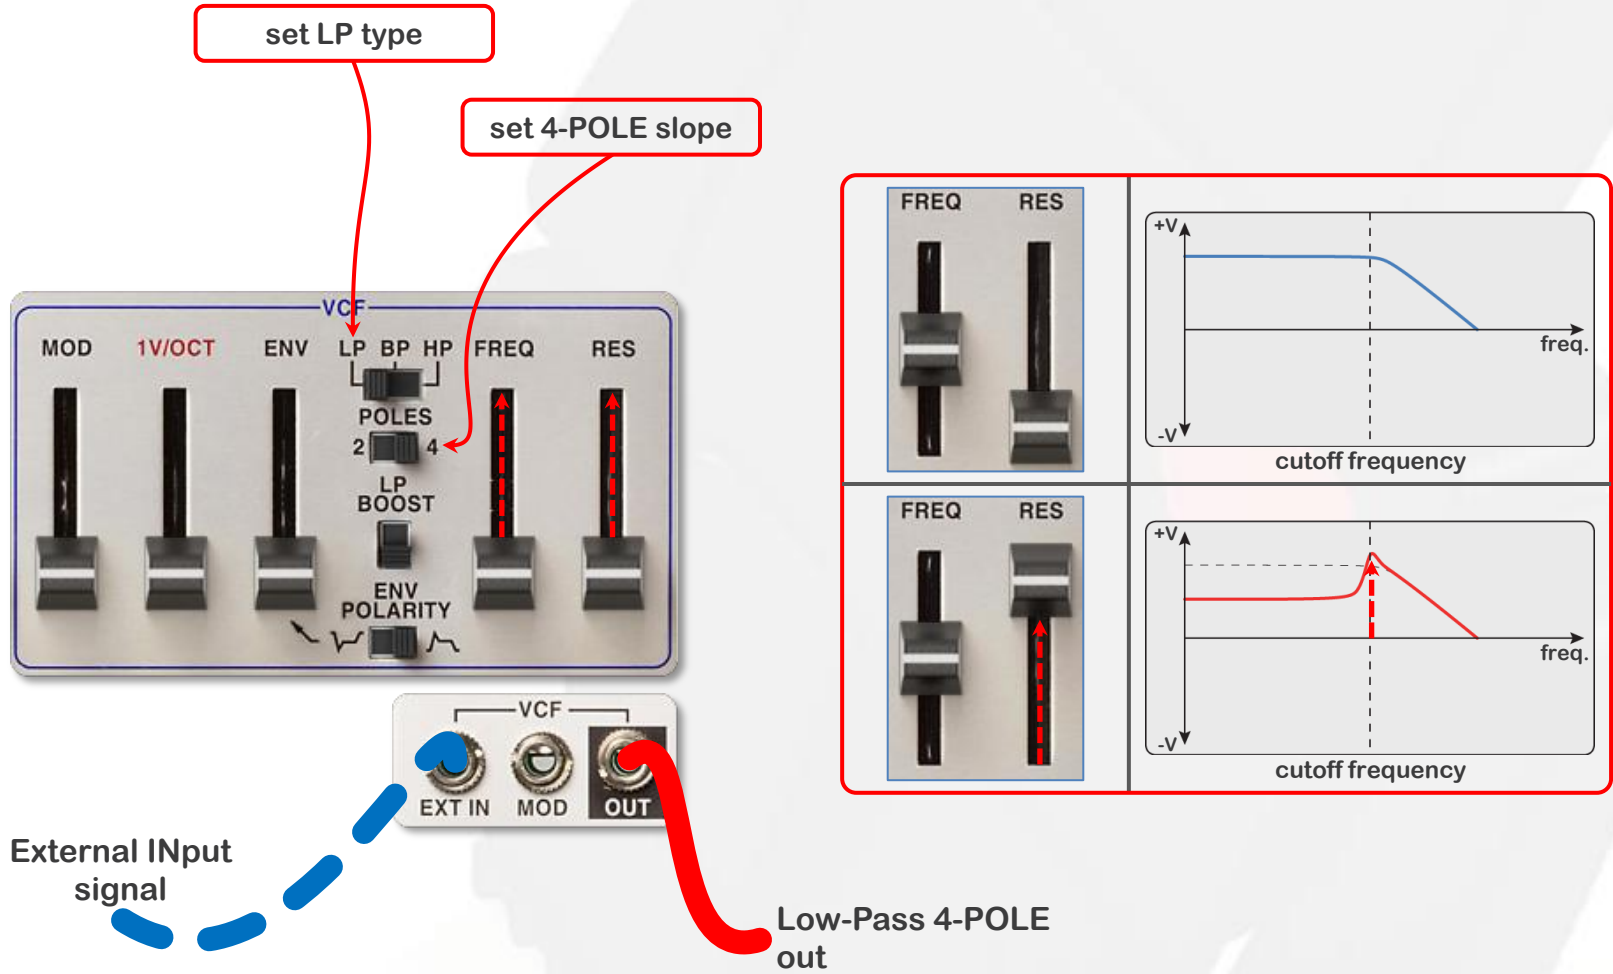 set LP type
set 4-POLE slope
VCF
MOD 1V/OCT ENV LP BP HP FREQ RES
POLES
2 4
LP
BOOST
ENV
POLARITY
VCF
EXT IN MOD OUT
External INput
signal
Low-Pass 4-POLE
out
FREQ RES
+V
freq.
-V
cutoff frequency
FREQ RES
+V
freq.
-V
cutoff frequency